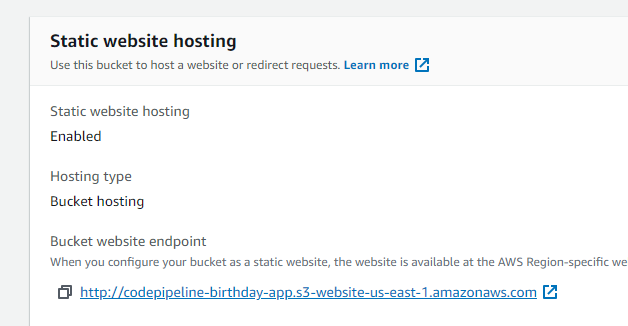 Static website hosting
Use this bucket to host a website or redirect requests. Learn more
Static website hosting
Enabled
Hosting type
Bucket hosting
Bucket website endpoint
When you configure your bucket as a static website, the website is available at the AWS Region-specific we
http://codepipeline-birthday-app.s3-website-us-east-1.amazonaws.com